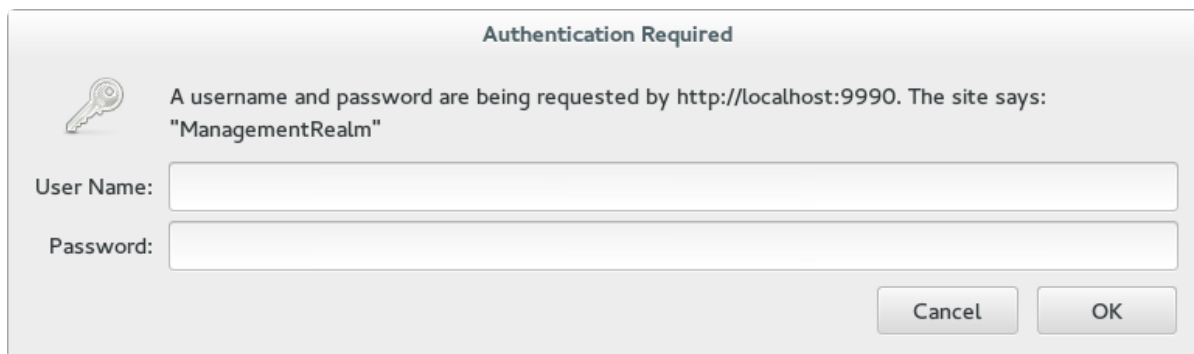 Authentication Required
A username and password are being requested by http://localhost:9990. The site says:
"ManagementRealm"
User Name:
Password:
Cancel
OK